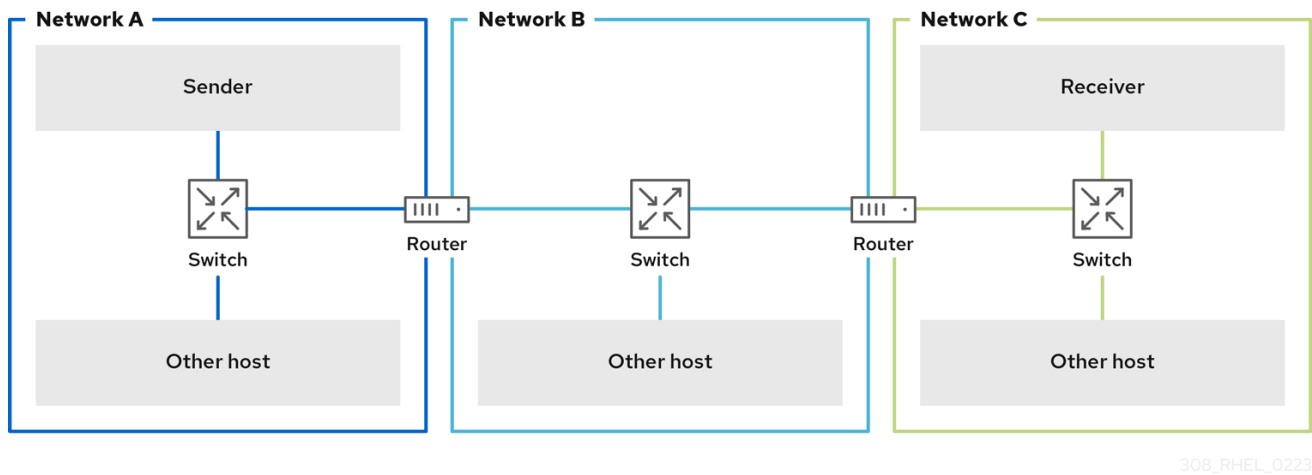 Network A
Network B
Network C
Sender
Receiver
Router
Router
Switch
Switch
Switch
Other host
Other host
Other host
308_RHEL_0223